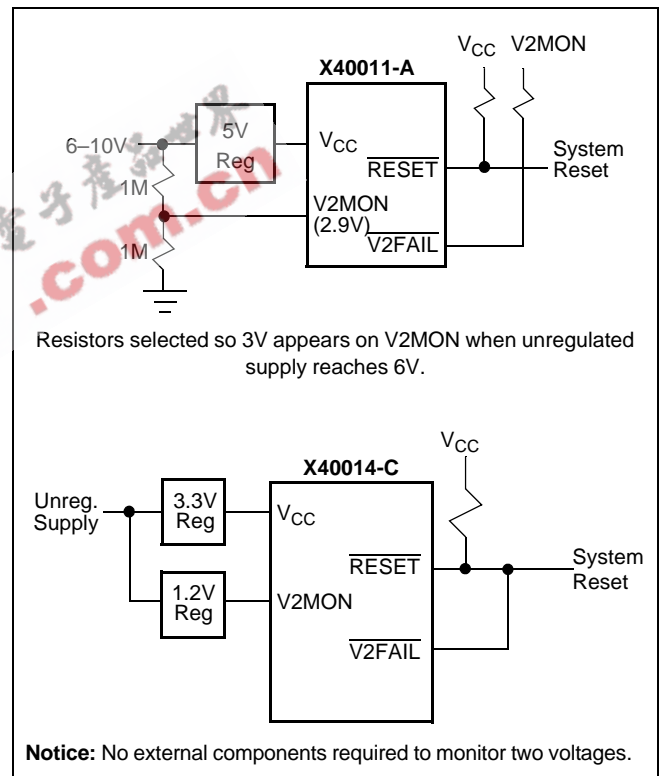 X40011-A
VCC V2MON
6–10V
5V
Reg
VCC
RESET
System
Reset
1M
V2MON
(2.9V)
V2FAIL
1M
.com.cn
Resistors selected so 3V appears on V2MON when unregulated
supply reaches 6V.
VCC
X40014-C
Unreg.
Supply
3.3V
Reg
VCC
RESET
System
Reset
1.2V
Reg
V2MON
V2FAIL
Notice: No external components required to monitor two voltages.